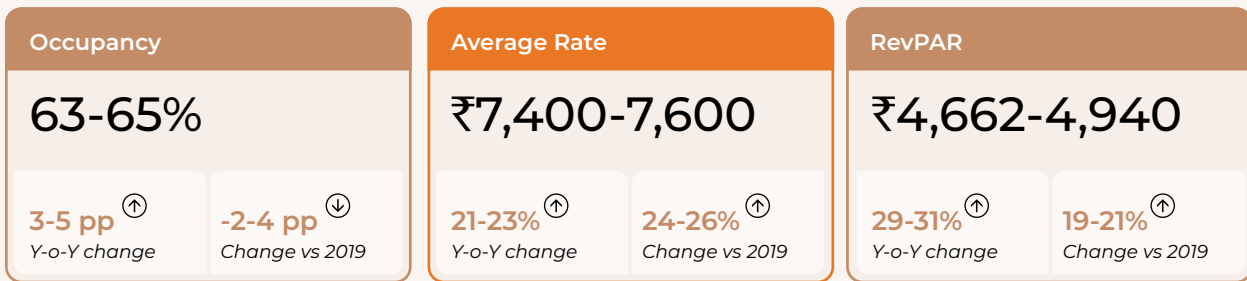 Occupancy
63-65%
3-5 pp
Y-o-Y change
-2-4 pp
Change vs 2019
Average Rate
₹7,400-7,600
21-23%
Y-o-Y change
24-26%
Change vs 2019
RevPAR
₹4,662-4,940
29-31%
Y-o-Y change
19-21%
Change vs 2019